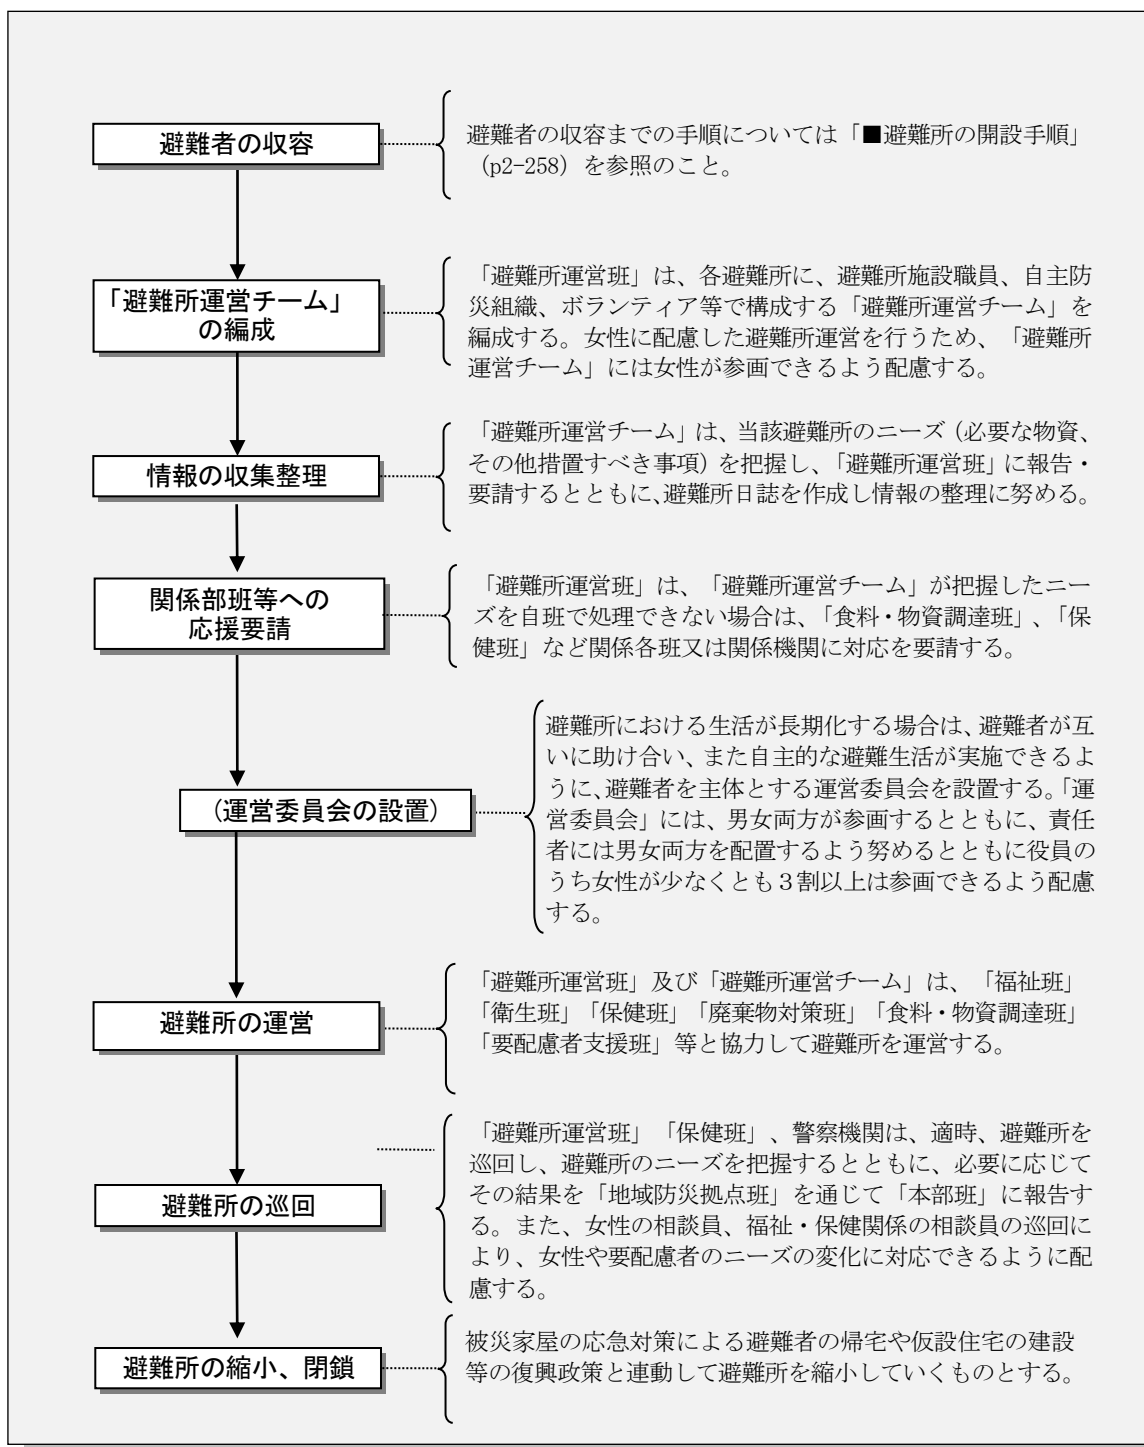 避難者の収容
避難者の収容までの手順については「■避難所の開設手順」
（p2-258）を参照のこと。
「避難所運営チーム」
の編成
「避難所運営班」は、各避難所に、避難所施設職員、自主防
災組織、ボランティア等で構成する「避難所運営チーム」を
編成する。女性に配慮した避難所運営を行うため、「避難所
運営チーム」には女性が参画できるよう配慮する。
情報の収集整理
「避難所運営チーム」は、当該避難所のニーズ（必要な物資、
その他措置すべき事項）を把握し、「避難所運営班」に報告・
要請するとともに、避難所日誌を作成し情報の整理に努める。
関係部班等への
応援要請
「避難所運営班」は、「避難所運営チーム」が把握したニー
ズを自班で処理できない場合は、「食料・物資調達班」、「保
健班」など関係各班又は関係機関に対応を要請する。
（運営委員会の設置）
避難所における生活が長期化する場合は、避難者が互
いに助け合い、また自主的な避難生活が実施できるよ
うに、避難者を主体とする運営委員会を設置する。「運
営委員会」には、男女両方が参画するとともに、責任
者には男女両方を配置するよう努めるとともに役員の
うち女性が少なくとも３割以上は参画できるよう配慮
する。
避難所の運営
「避難所運営班」及び「避難所運営チーム」は、「福祉班」
「衛生班」「保健班」「廃棄物対策班」「食料・物資調達班」
「要配慮者支援班」等と協力して避難所を運営する。
避難所の巡回
「避難所運営班」「保健班」、警察機関は、適時、避難所を
巡回し、避難所のニーズを把握するとともに、必要に応じて
その結果を「地域防災拠点班」を通じて「本部班」に報告す
る。また、女性の相談員、福祉・保健関係の相談員の巡回に
より、女性や要配慮者のニーズの変化に対応できるように配
慮する。
避難所の縮小、閉鎖
被災家屋の応急対策による避難者の帰宅や仮設住宅の建設
等の復興政策と連動して避難所を縮小していくものとする。